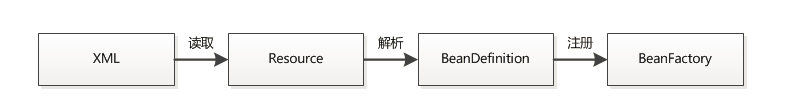 XML
读取
Resource
解析
BeanDefinition
注册
BeanFactory